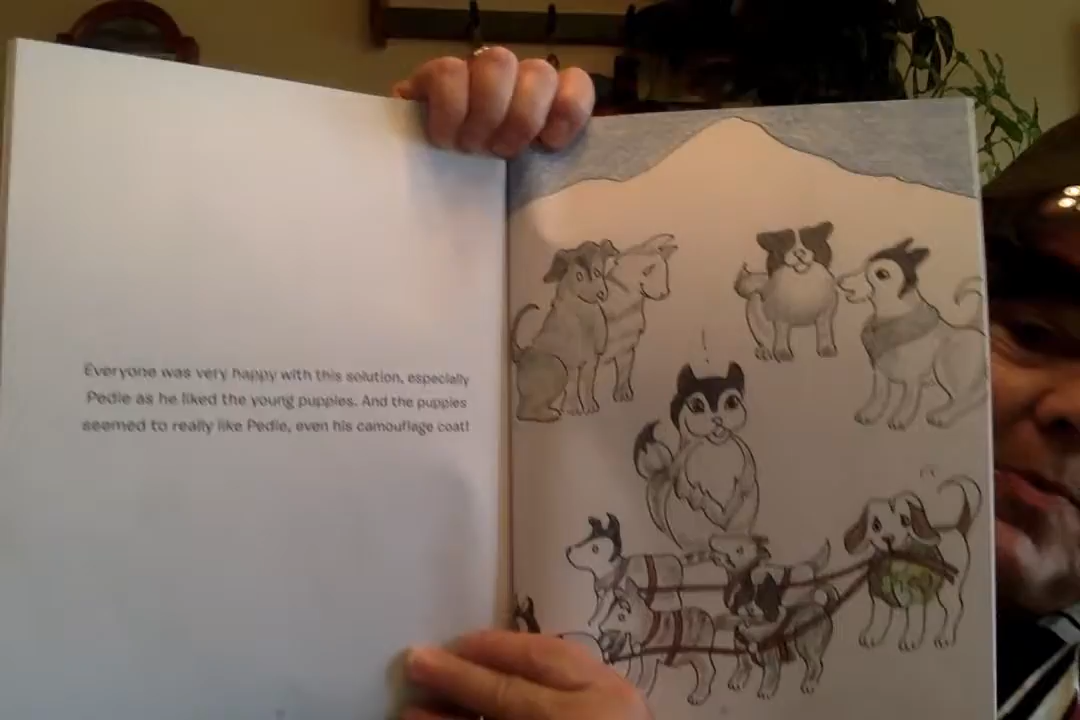 Everyone was very happy with this solution, especially
Pedie as he liked the young puppies. And the puppies
seemed to really like Pedie, even his camouflage coat!